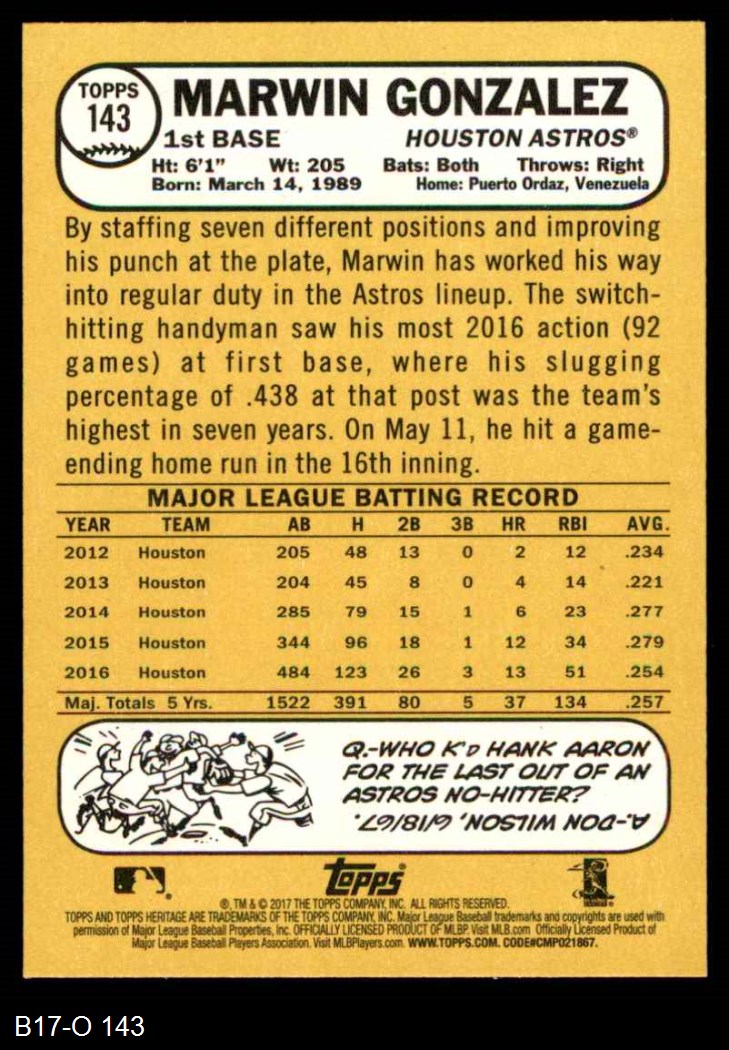 TOPPS
143
MARWIN GONZALEZ
1st BASE HOUSTON ASTROS®
Ht: 6'1" Wt: 205 Bats: Both Throws: Right
Born: March 14, 1989 Home: Puerto Ordaz, Venezuela
By staffing seven different positions and improving
his punch at the plate, Marwin has worked his way
into regular duty in the Astros lineup. The switch-
hitting handyman saw his most 2016 action (92
games) at first base, where his slugging
percentage of .438 at that post was the team's
highest in seven years. On May 11, he hit a game-
ending home run in the 16th inning.
MAJOR LEAGUE BATTING RECORD
YEAR TEAM AB H 2B 3B HR RBI AVG.
2012 Houston 205 48 13 0 2 12 .234
2013 Houston 204 45 8 0 4 14 .221
2014 Houston 285 79 15 1 6 23 .277
2015 Houston 344 96 18 1 12 34 .279
2016 Houston 484 123 26 3 13 51 .254
Maj. Totals 5 Yrs. 1522 391 80 5 37 134 .257
Q.-WHO K'D HANK AARON
FOR THE LAST OUT OF AN
ASTROS NO-HITTER?
A.-DON WILSON, 6/18/67.
topps
®, TM & © 2017 THE TOPPS COMPANY, INC. ALL RIGHTS RESERVED.
TOPPS AND TOPPS HERITAGE ARE TRADEMARKS OF THE TOPPS COMPANY, INC. Major League Baseball trademarks and copyrights are used with
permission of Major League Baseball Properties, Inc. OFFICIALLY LICENSED PRODUCT OF MLBP. Visit MLB.com Officially Licensed Product of
Major League Baseball Players Association. Visit MLBPlayers.com. WWW.TOPPS.COM. CODE#CMP021867.
B17-O 143